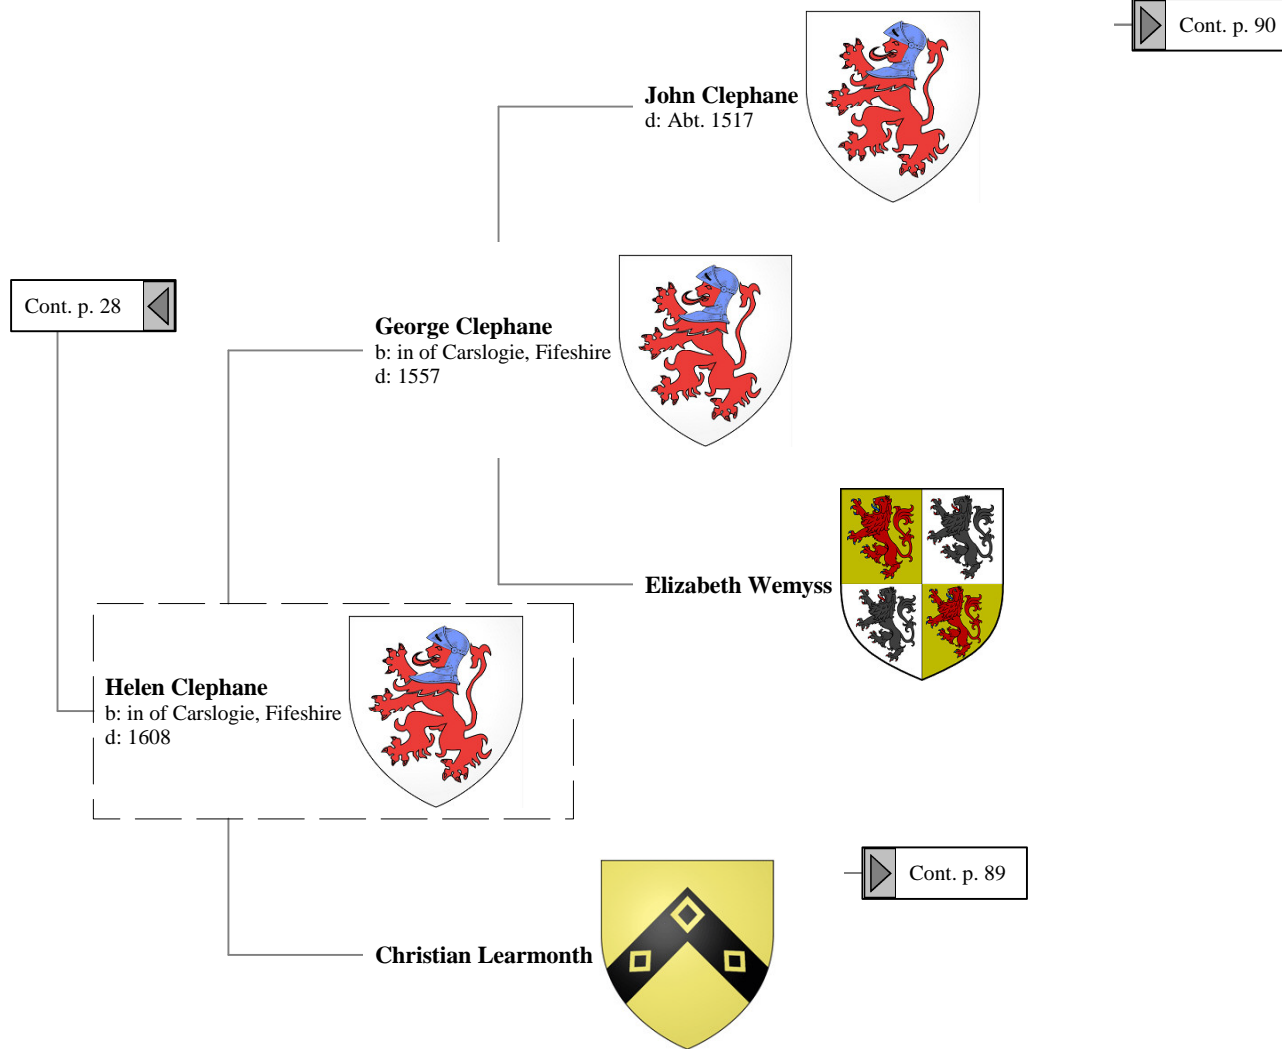 Cont. p. 90
John Clephane
d: Abt. 1517
Cont. p. 28
George Clephane
b: in of Carslogie, Fifeshire
d: 1557
Elizabeth Wemyss
Helen Clephane
b: in of Carslogie, Fifeshire
d: 1608
Cont. p. 89
Christian Learmonth